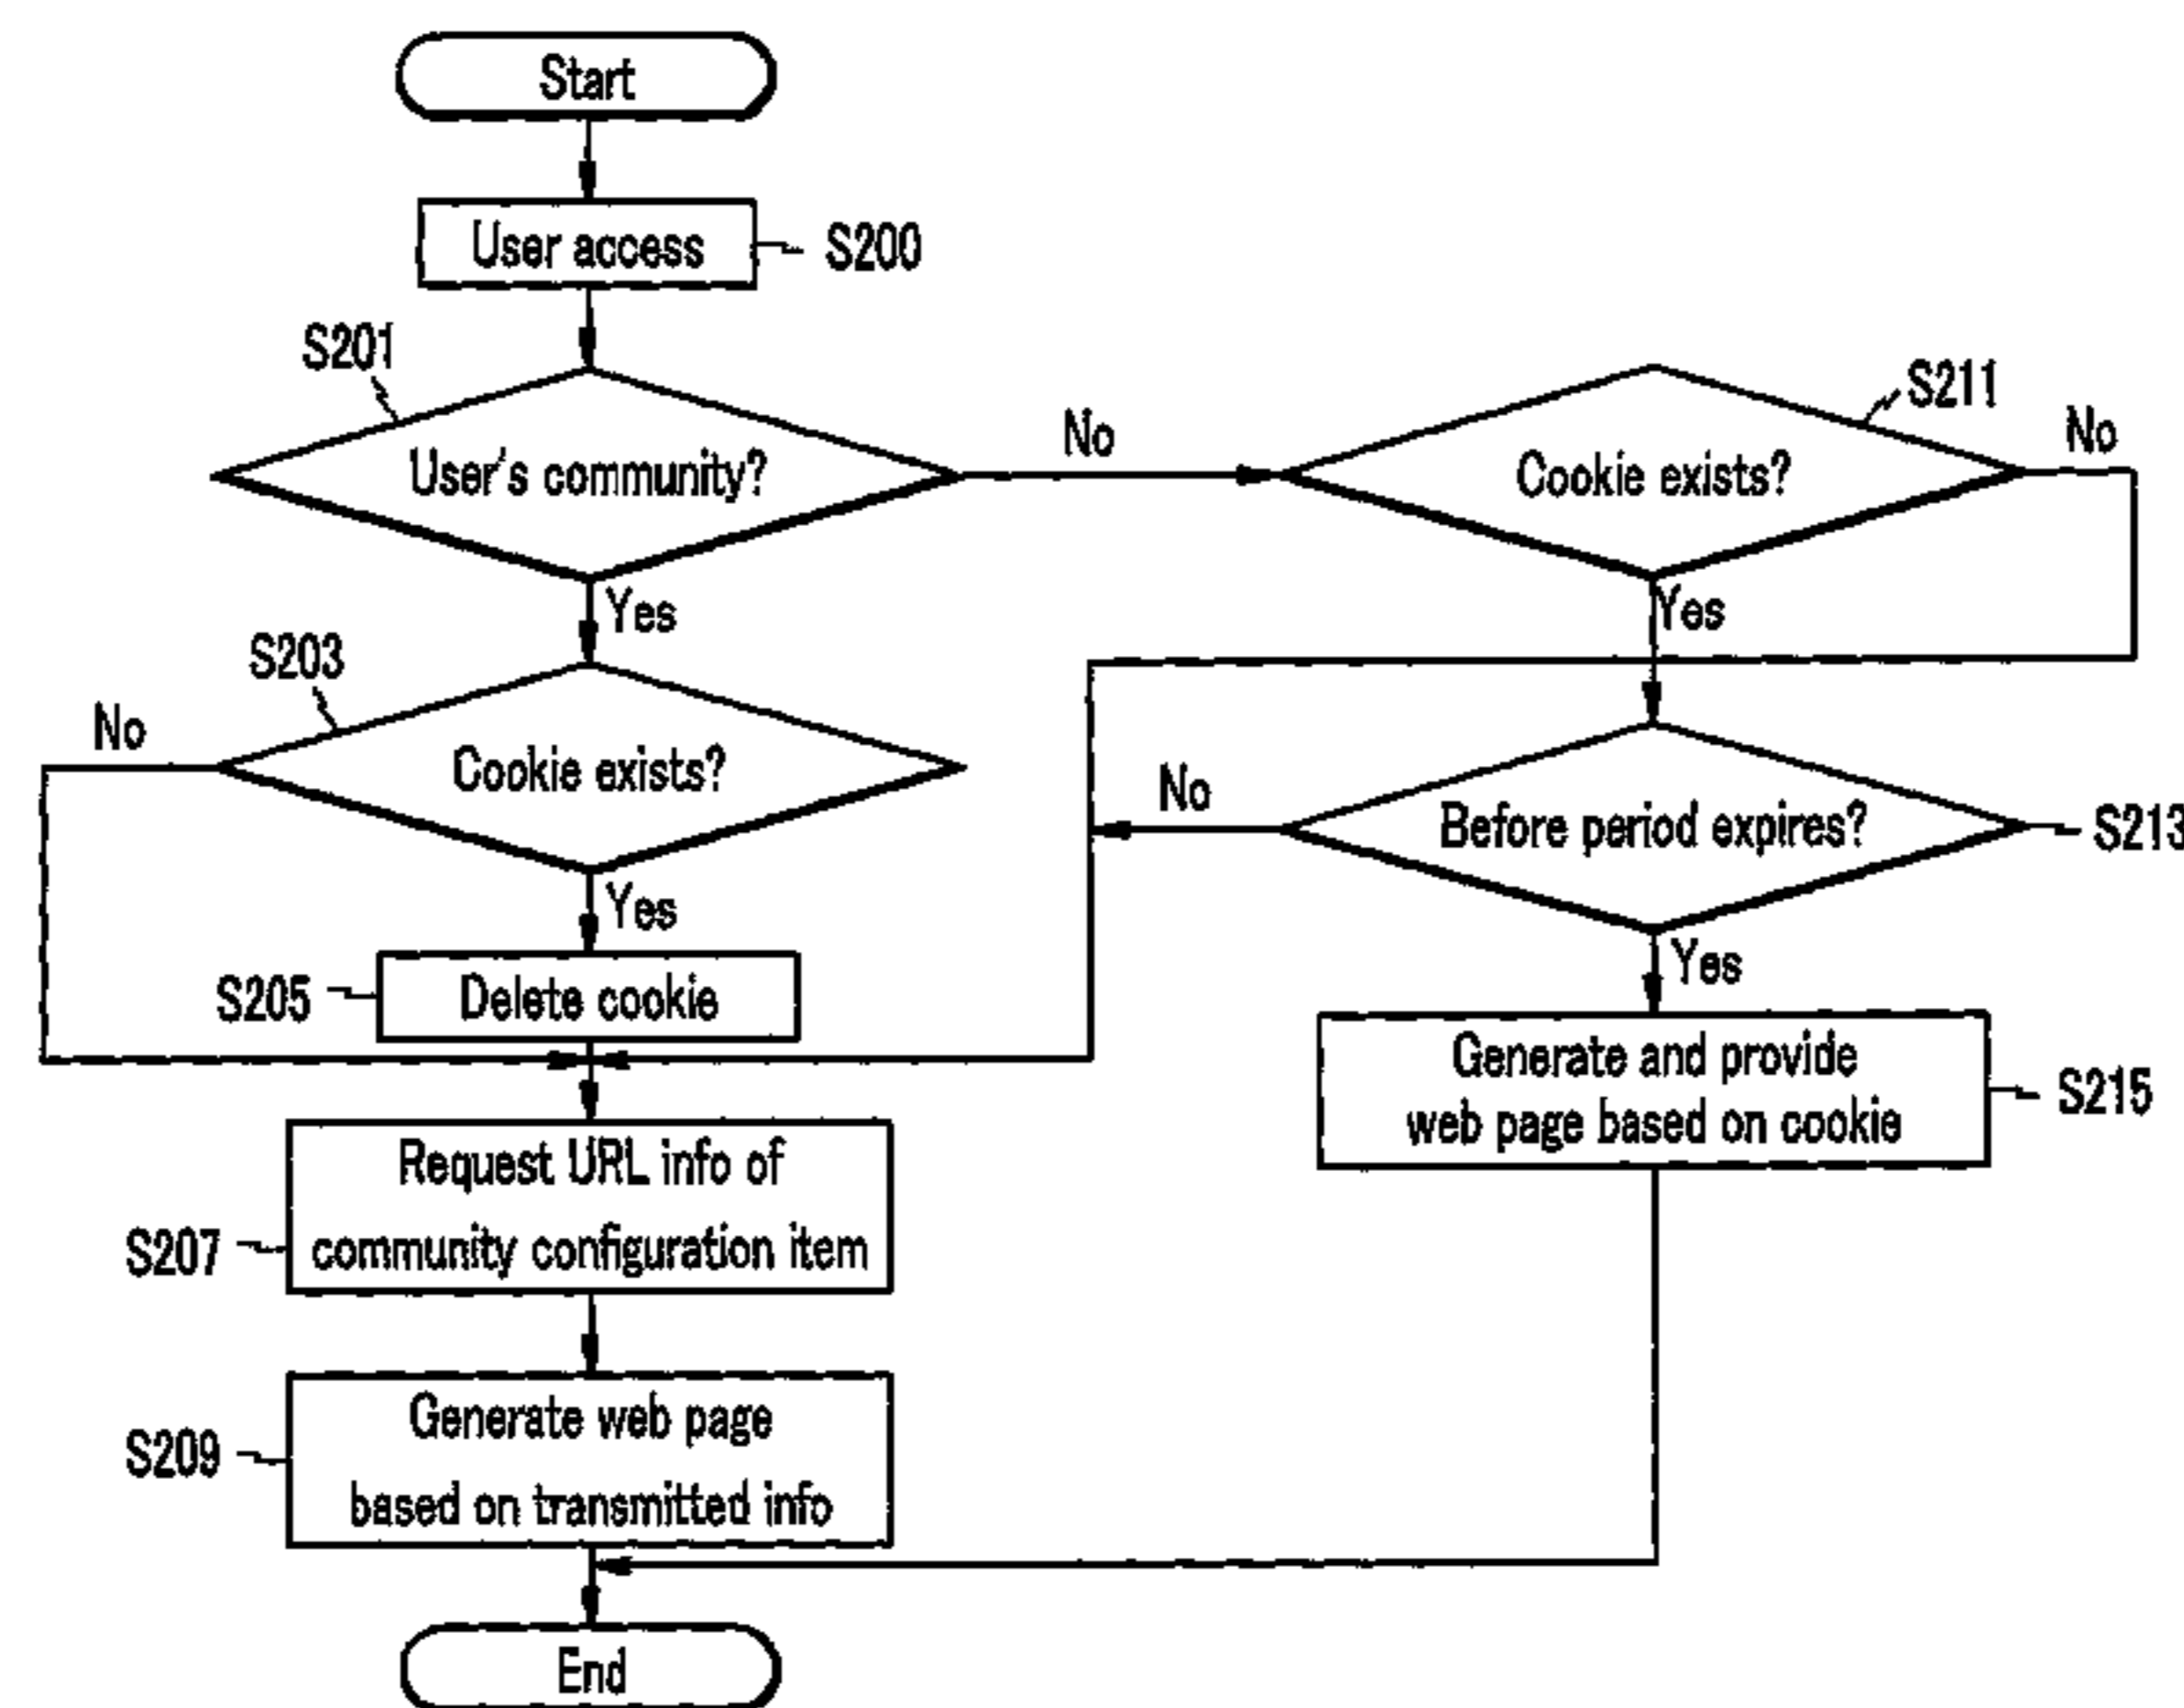 Start
User access
S200
S201
User's community?
No
S211
Cookie exists?
No
Yes
Yes
S203
No
Cookie exists?
No
Before period expires?
S213
Yes
Yes
S205
Delete cookie
Generate and provide
web page based on cookie
S215
Request URL info of
community configuration item
S207
Generate web page
based on transmitted info
S209
End